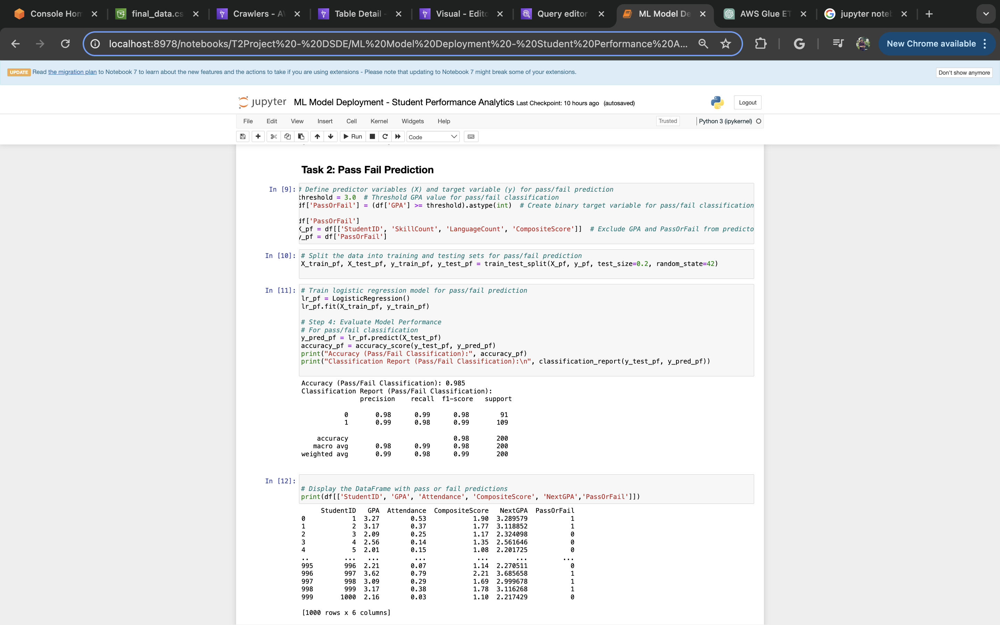 Console Hom
final_data.cs
Crawlers - A
Table Detail -
Visual - Edito
Query editor
ML Model De
AWS Glue ET
jupyter noteb
localhost:8978/notebooks/T2Project%20-%20DSDE/ML%20Model%20Deployment%20-%20Student%20Performance%20A...
New Chrome available
UPDATE Read the migration plan to Notebook 7 to learn about the new features and the actions to take if you are using extensions - Please note that updating to Notebook 7 might break some of your extensions.
Don't show anymore
jupyter ML Model Deployment - Student Performance Analytics Last Checkpoint: 10 hours ago (autosaved)
Logout
File Edit View Insert Cell Kernel Widgets Help
Trusted
Python 3 (ipykernel)
Run
Code
Task 2: Pass Fail Prediction
In [9]: # Define predictor variables (X) and target variable (y) for pass/fail prediction
threshold = 3.0  # Threshold GPA value for pass/fail classification
df['PassOrFail'] = (df['GPA'] >= threshold).astype(int)  # Create binary target variable for pass/fail classification
df['PassOrFail']
X_pf = df[['StudentID', 'SkillCount', 'LanguageCount', 'CompositeScore']]  # Exclude GPA and PassOrFail from predicto
y_pf = df['PassOrFail']
In [10]: # Split the data into training and testing sets for pass/fail prediction
X_train_pf, X_test_pf, y_train_pf, y_test_pf = train_test_split(X_pf, y_pf, test_size=0.2, random_state=42)
In [11]: # Train logistic regression model for pass/fail prediction
lr_pf = LogisticRegression()
lr_pf.fit(X_train_pf, y_train_pf)
# Step 4: Evaluate Model Performance
# For pass/fail classification
y_pred_pf = lr_pf.predict(X_test_pf)
accuracy_pf = accuracy_score(y_test_pf, y_pred_pf)
print("Accuracy (Pass/Fail Classification):", accuracy_pf)
print("Classification Report (Pass/Fail Classification):\n", classification_report(y_test_pf, y_pred_pf))
Accuracy (Pass/Fail Classification): 0.985
Classification Report (Pass/Fail Classification):
precision recall f1-score support
0 0.98 0.99 0.98 91
1 0.99 0.98 0.99 109
accuracy 0.98 200
macro avg 0.98 0.99 0.98 200
weighted avg 0.99 0.98 0.99 200
In [12]:
# Display the DataFrame with pass or fail predictions
print(df[['StudentID', 'GPA', 'Attendance', 'CompositeScore', 'NextGPA','PassOrFail']])
StudentID GPA Attendance CompositeScore NextGPA PassOrFail
0 1 3.27 0.53 1.90 3.289579 1
1 2 3.17 0.37 1.77 3.118852 1
2 3 2.09 0.25 1.17 2.324098 0
3 4 2.56 0.14 1.35 2.561646 0
4 5 2.01 0.15 1.08 2.201725 0
.. ... ... ... ... ... ...
995 996 2.21 0.07 1.14 2.270511 0
996 997 3.62 0.79 2.21 3.685658 1
997 998 3.09 0.29 1.69 2.999678 1
998 999 3.17 0.38 1.78 3.116268 1
999 1000 2.16 0.03 1.10 2.217429 0
[1000 rows x 6 columns]